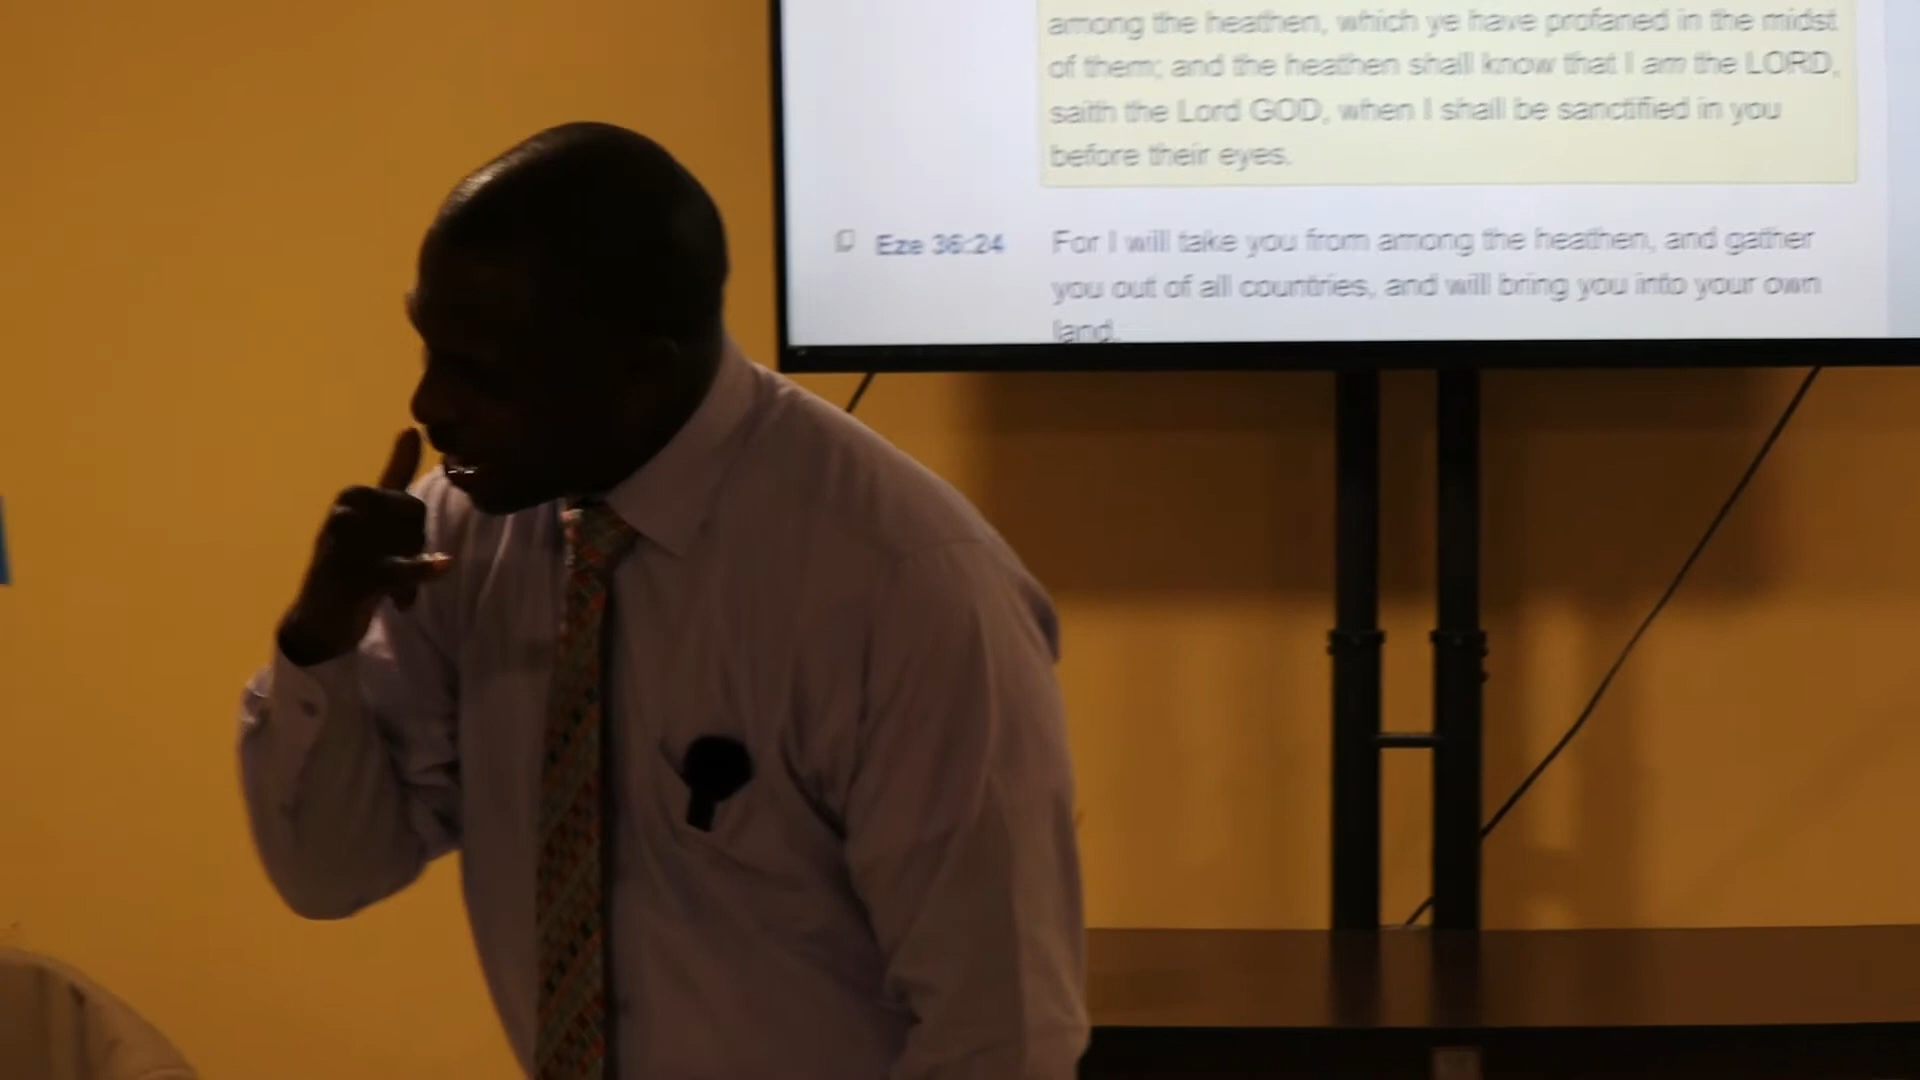 among the heathen, which ye have profaned in the midst
of them; and the heathen shall know that I am the LORD,
saith the Lord GOD, when I shall be sanctified in you
before their eyes.
Eze 36:24 For I will take you from among the heathen, and gather
you out of all countries, and will bring you into your own
land.